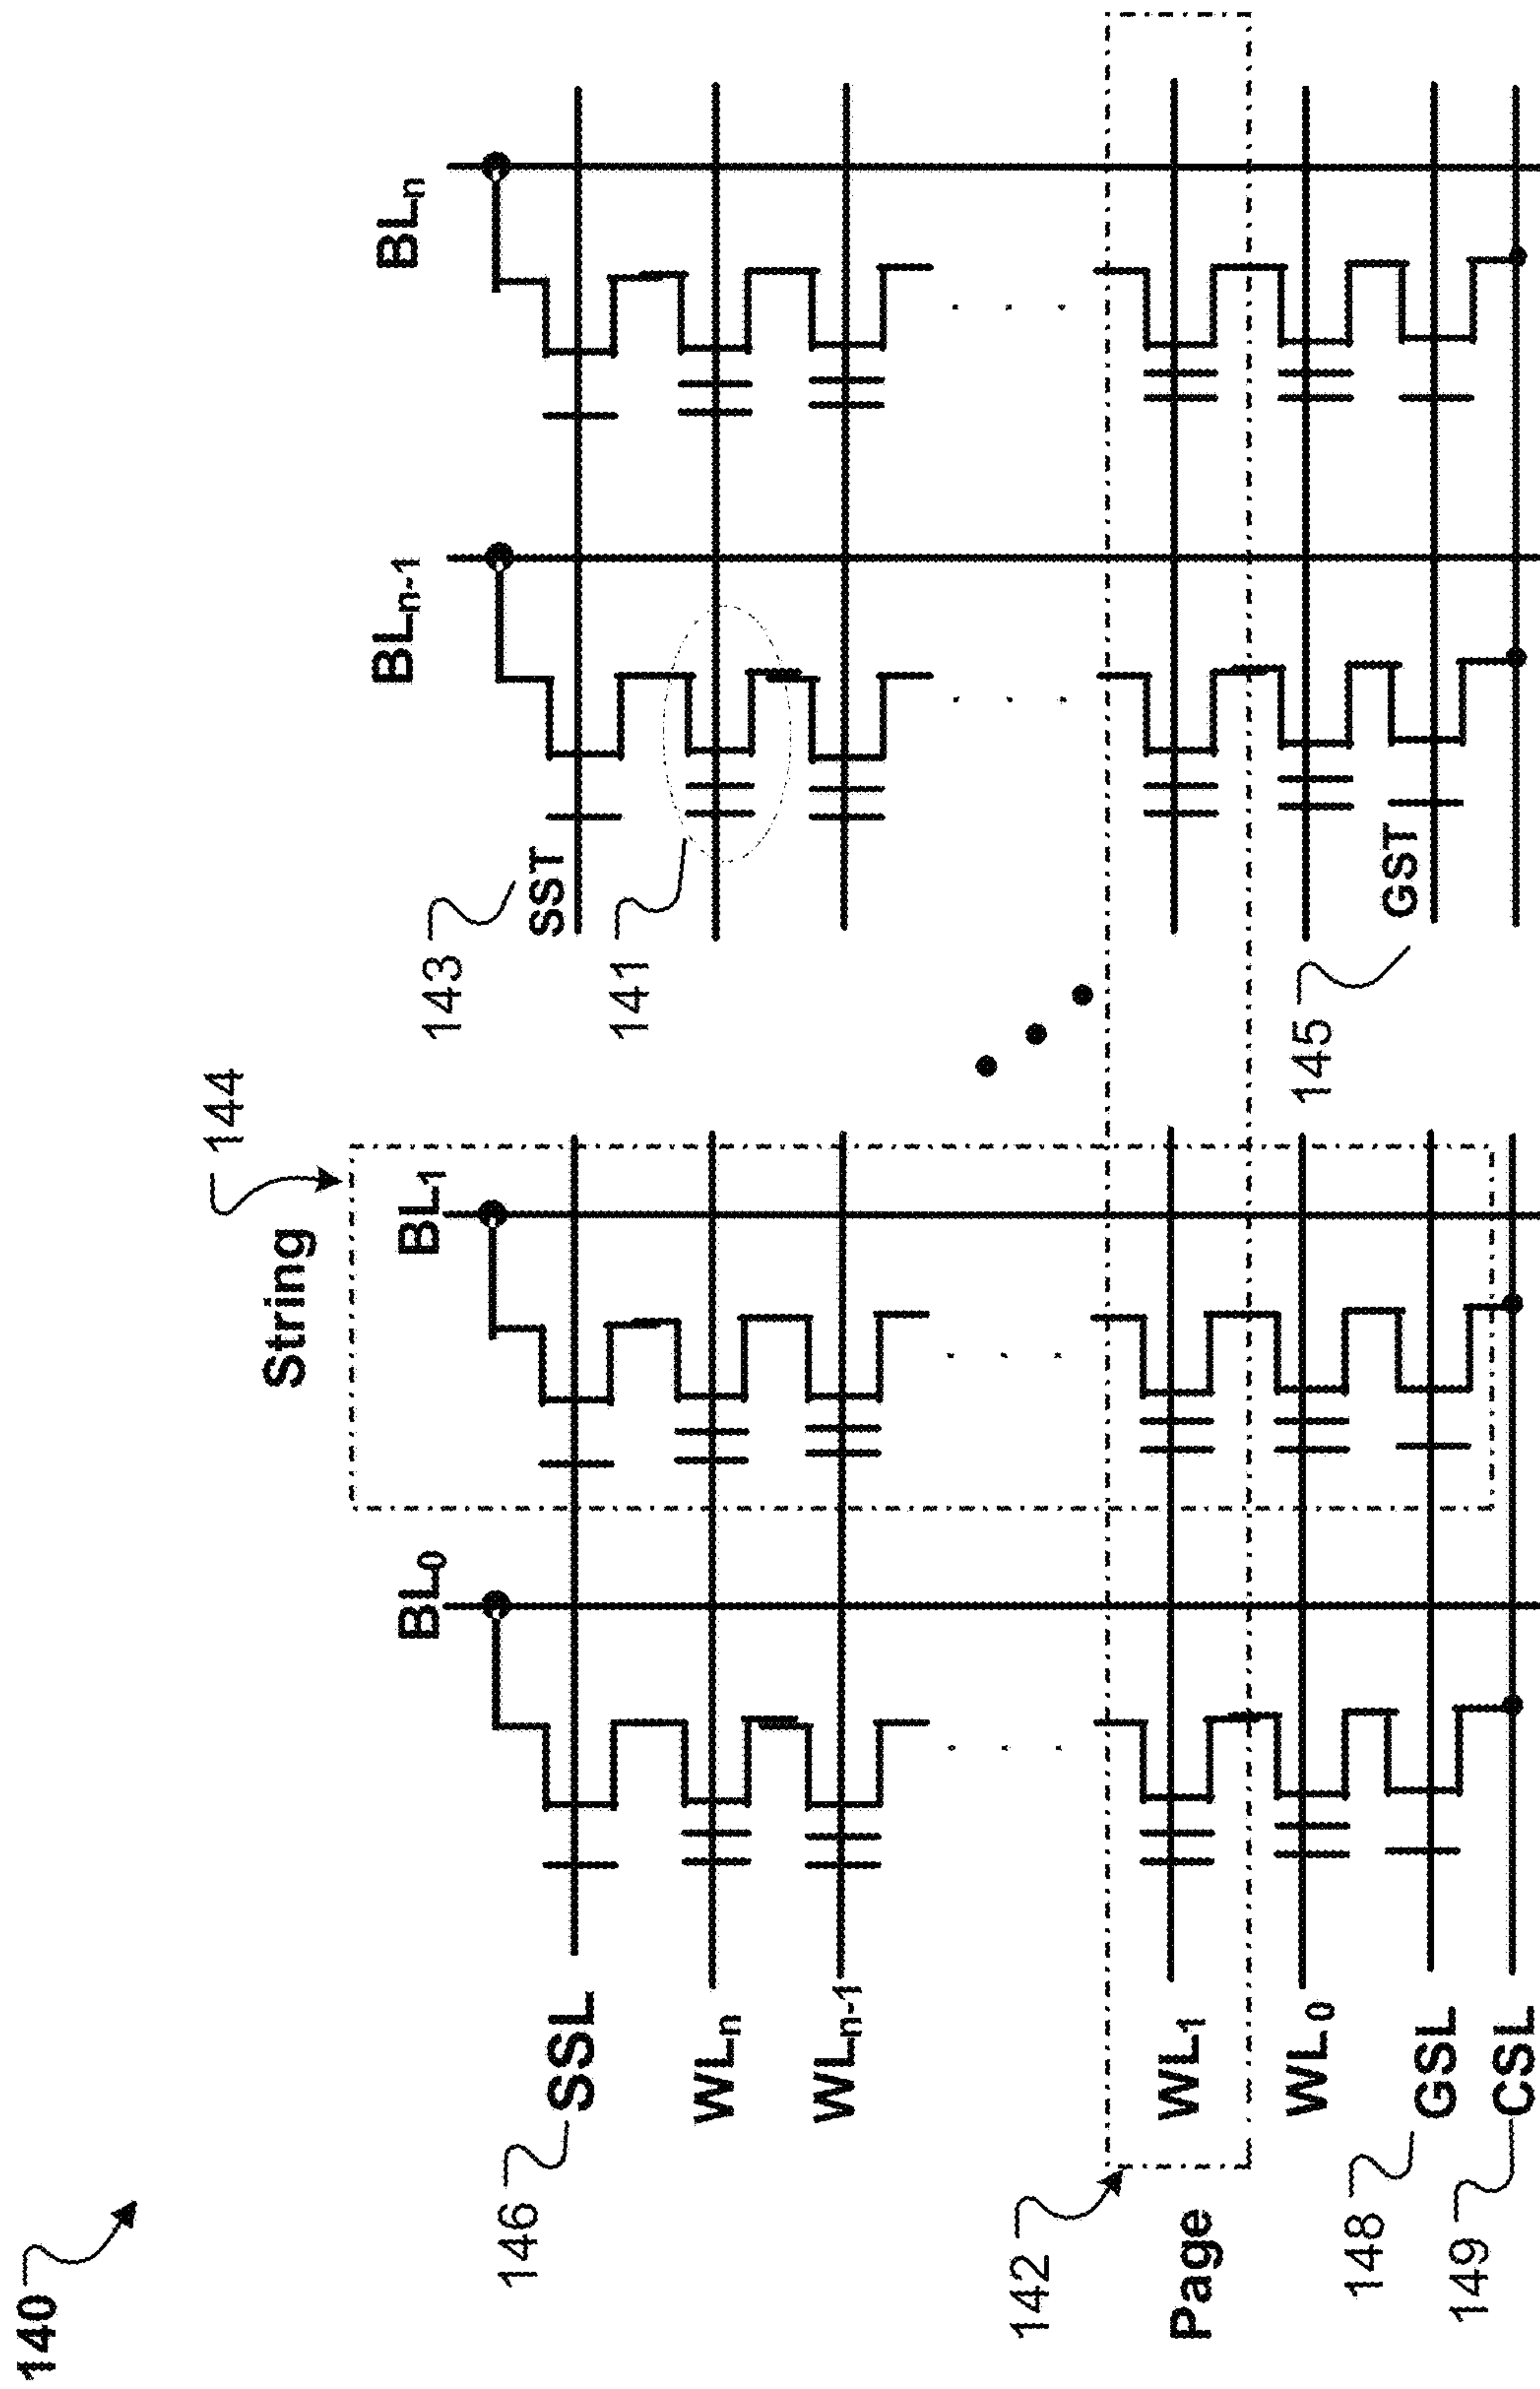 140
144
String
BL₀
BL₁
BLₙ₋₁
BLₙ
143
SST
146
SSL
141
WLₙ
WLₙ₋₁
142
Page
WL₁
WL₀
145
GST
148
GSL
149
CSL